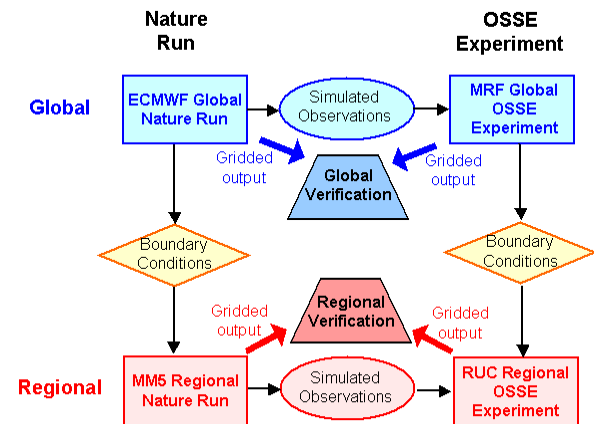 Nature
Run
OSSE
Experiment
Global
ECMWF Global
Nature Run
Simulated
Observations
MRF Global
OSSE
Experiment
Gridded
output
Gridded
output
Global
Verification
Boundary
Conditions
Boundary
Conditions
Gridded
output
Regional
Verification
Gridded
output
Regional
MM5 Regional
Nature Run
Simulated
Observations
RUC Regional
OSSE
Experiment